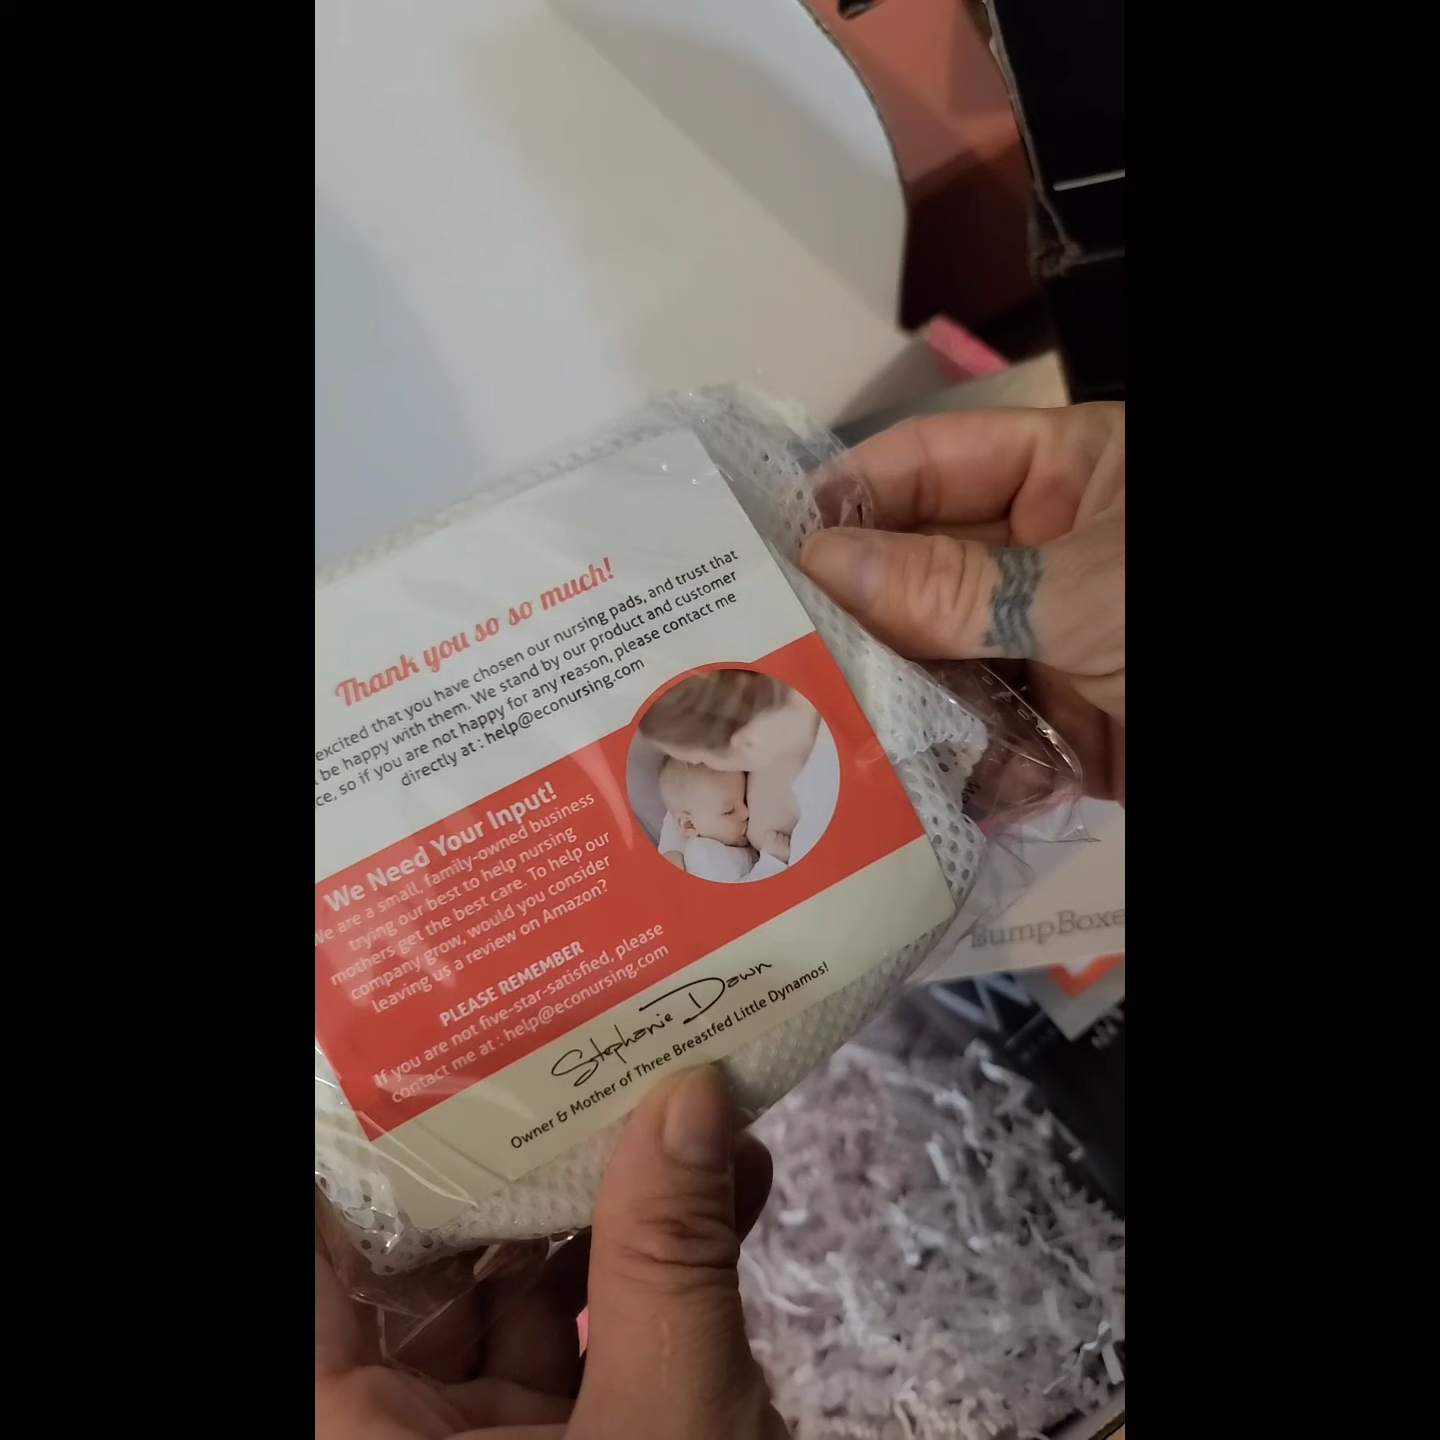 Thank you so so much!
excited that you have chosen our nursing pads, and trust that
be happy with them. We stand by our product and customer
ce, so if you are not happy for any reason, please contact me
directly at : help@econursing.com
We Need Your Input!
We are a small, family-owned business
trying our best to help nursing
mothers get the best care. To help our
company grow, would you consider
leaving us a review on Amazon?
PLEASE REMEMBER
If you are not five-star-satisfied, please
contact me at : help@econursing.com
Stephanie Dawn
Owner & Mother of Three Breastfed Little Dynamos!
BumpBoxe